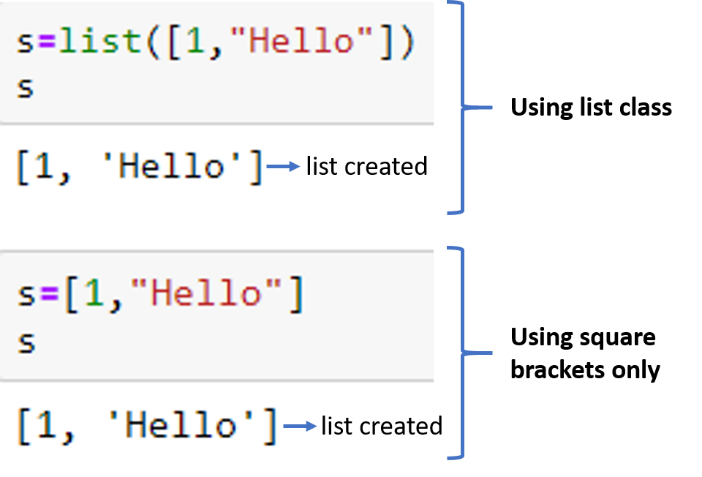 s=list([1,"Hello"])
s
Using list class
[1, 'Hello']
list created
s=[1,"Hello"]
s
Using square
brackets only
[1, 'Hello']
list created